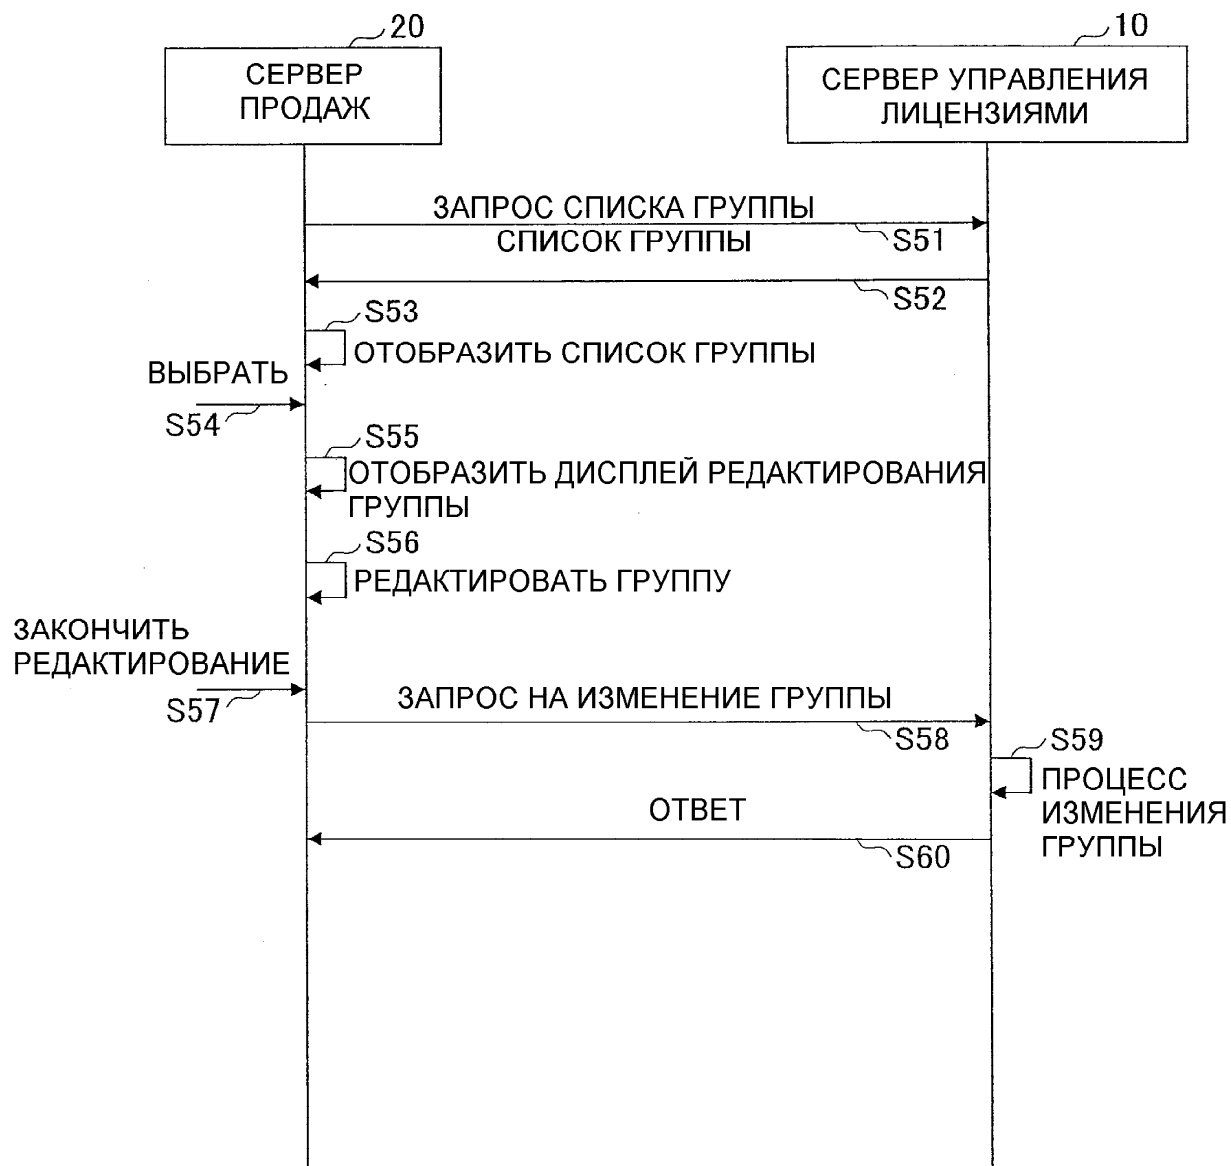 20
10
СЕРВЕР
ПРОДАЖ
СЕРВЕР УПРАВЛЕНИЯ
ЛИЦЕНЗИЯМИ
ЗАПРОС СПИСКА ГРУППЫ
S51
СПИСОК ГРУППЫ
S52
S53
ОТОБРАЗИТЬ СПИСОК ГРУППЫ
ВЫБРАТЬ
S54
S55
ОТОБРАЗИТЬ ДИСПЛЕЙ РЕДАКТИРОВАНИЯ
ГРУППЫ
S56
РЕДАКТИРОВАТЬ ГРУППУ
ЗАКОНЧИТЬ
РЕДАКТИРОВАНИЕ
S57
ЗАПРОС НА ИЗМЕНЕНИЕ ГРУППЫ
S58
S59
ПРОЦЕСС
ИЗМЕНЕНИЯ
ГРУППЫ
ОТВЕТ
S60